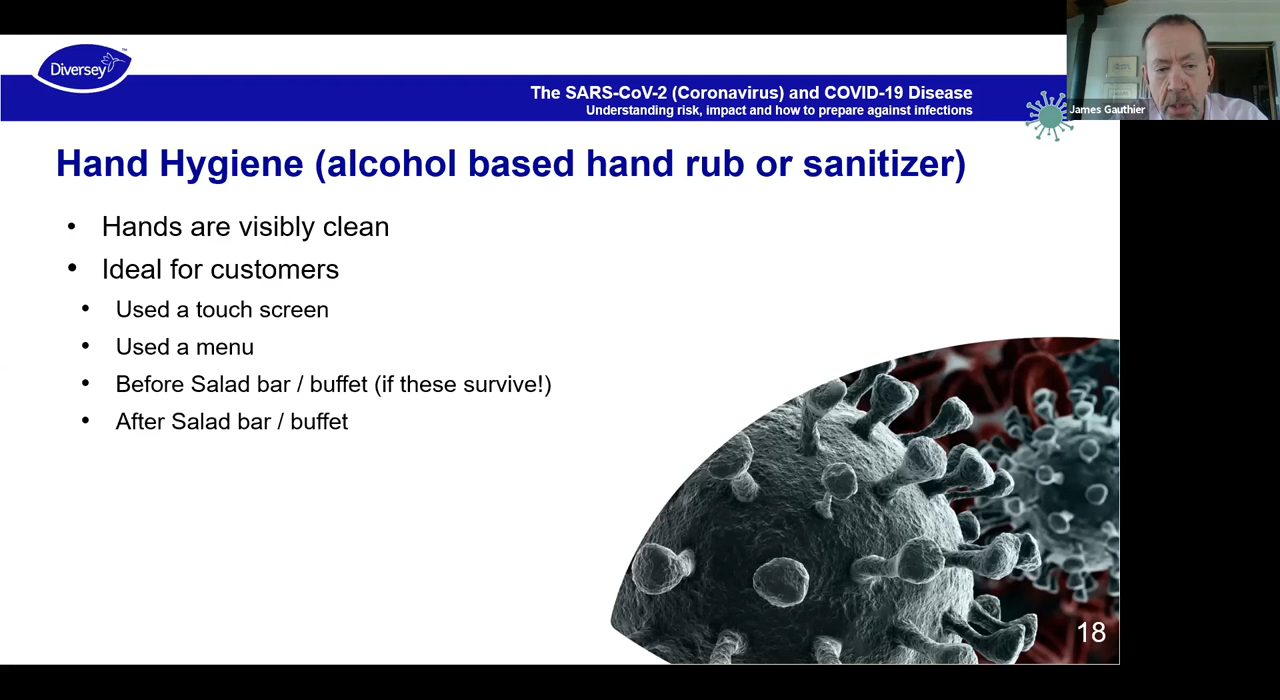 Diversey™
The SARS-CoV-2 (Coronavirus) and COVID-19 Disease
Understanding risk, impact and how to prepare against infections
James Gauthier
Hand Hygiene (alcohol based hand rub or sanitizer)
• Hands are visibly clean
• Ideal for customers
• Used a touch screen
• Used a menu
• Before Salad bar / buffet (if these survive!)
• After Salad bar / buffet
18